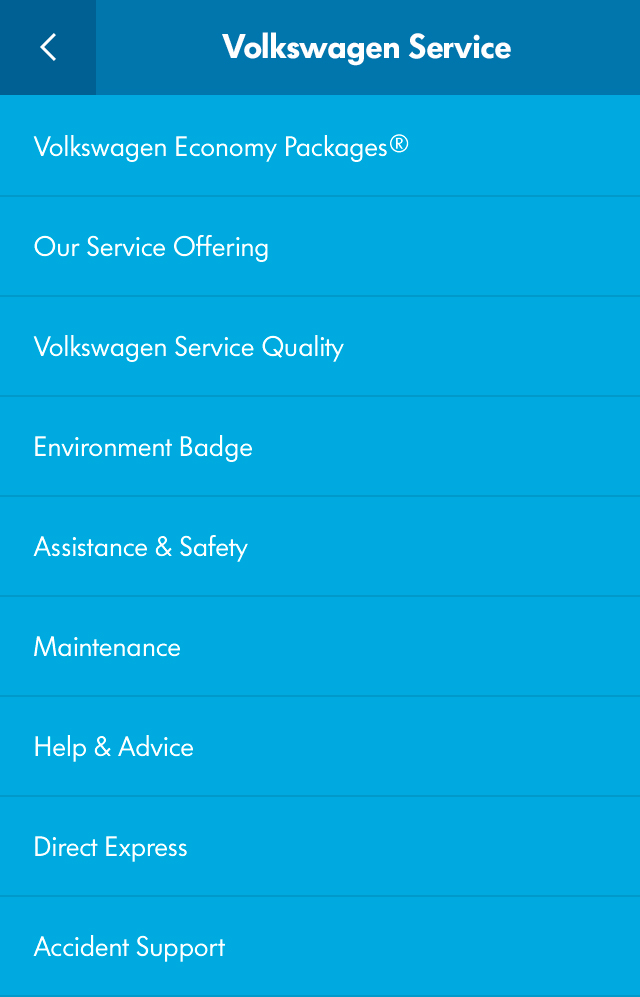 Volkswagen Service
Volkswagen Economy Packages®
Our Service Offering
Volkswagen Service Quality
Environment Badge
Assistance & Safety
Maintenance
Help & Advice
Direct Express
Accident Support